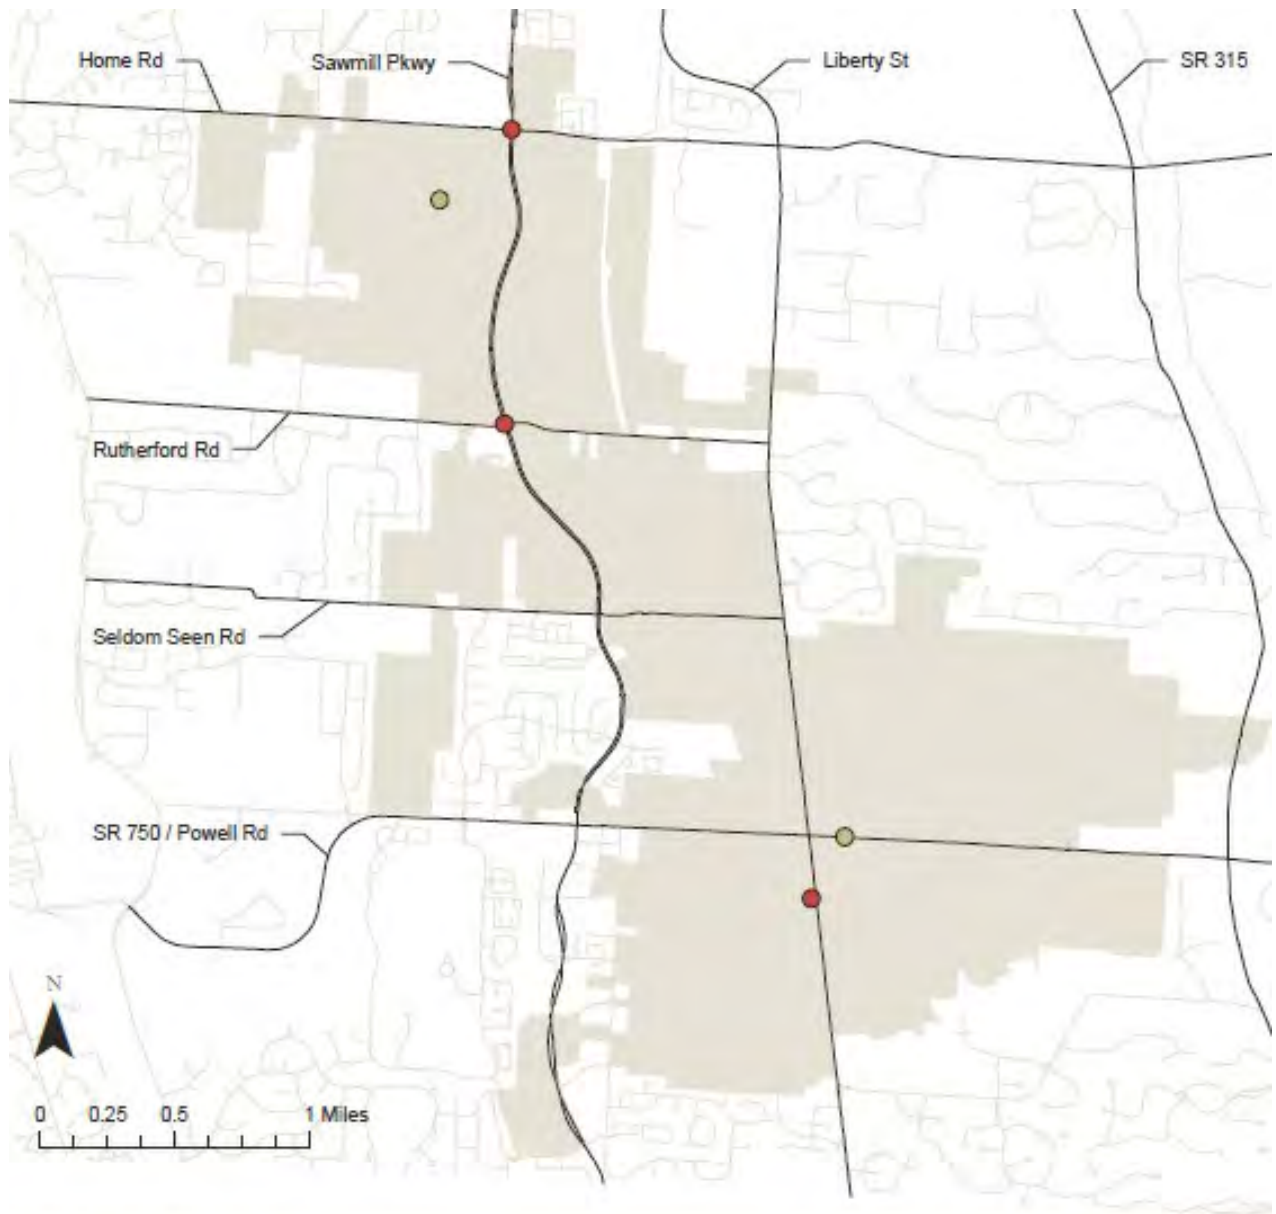 Home Rd
Sawmill Pkwy
Liberty St
SR 315
Rutherford Rd
Seldom Seen Rd
SR 750 / Powell Rd
N
0 0.25 0.5 1 Miles